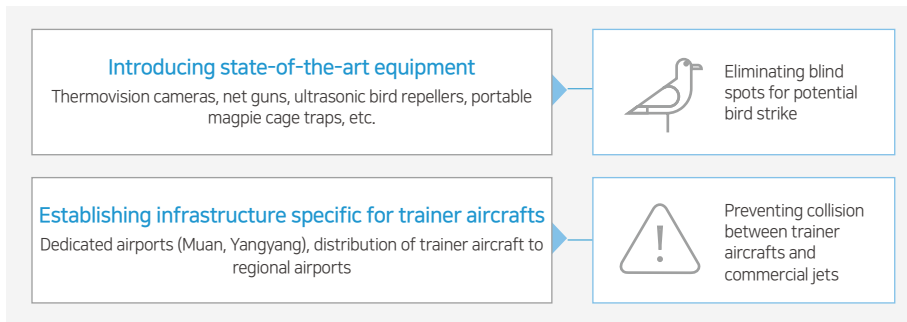 Introducing state-of-the-art equipment
Thermovision cameras, net guns, ultrasonic bird repellers, portable
magpie cage traps, etc.
Eliminating blind
spots for potential
bird strike
Establishing infrastructure specific for trainer aircrafts
Dedicated airports (Muan, Yangyang), distribution of trainer aircraft to
regional airports
Preventing collision
between trainer
aircrafts and
commercial jets